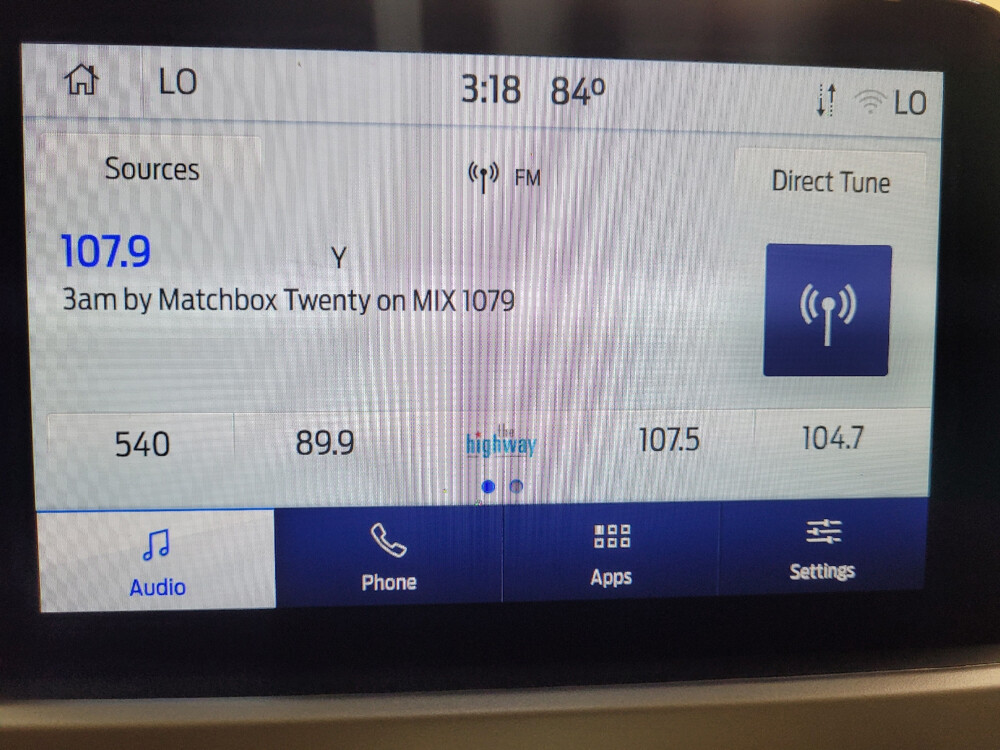 LO 3:18 84º LO
Sources FM Direct Tune
107.9 Y
3am by Matchbox Twenty on MIX 1079
540 89.9 the highway 107.5 104.7
Audio Phone Apps Settings